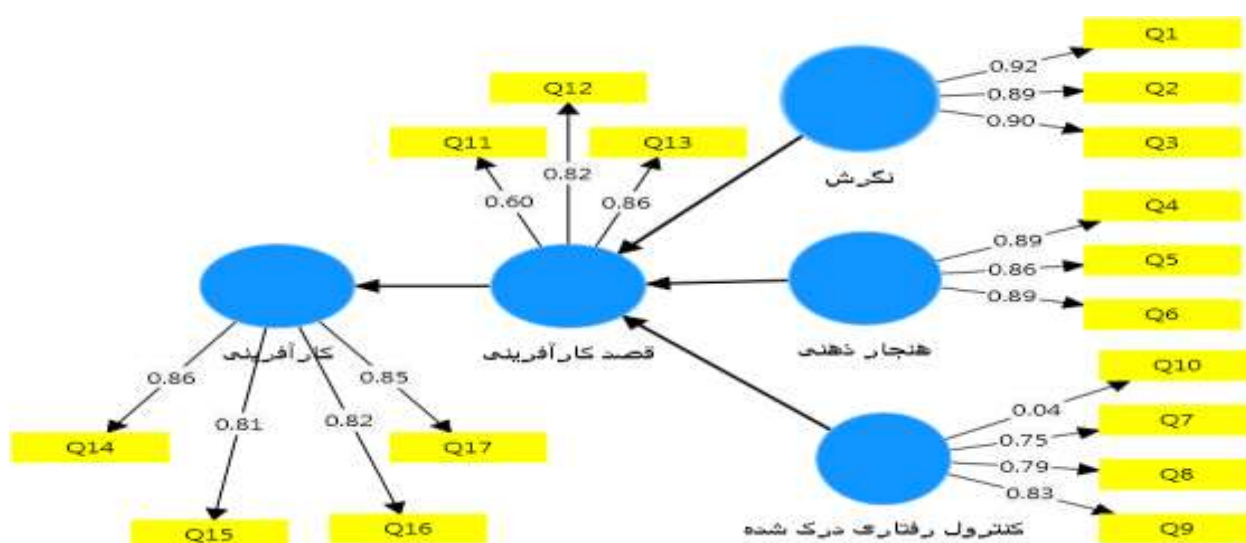 Q1
0.92
Q2
0.89
Q3
0.90
نگرش
Q12
0.82
Q11
0.60
Q13
0.86
Q4
0.89
Q5
0.86
Q6
0.89
هنجار ذهنی
قصد کارآفرینی
کارآفرینی
Q10
0.04
Q7
0.75
Q8
0.79
Q9
0.83
کنترول رفتاری درک شده
0.86
Q14
0.81
Q15
0.82
Q16
0.85
Q17